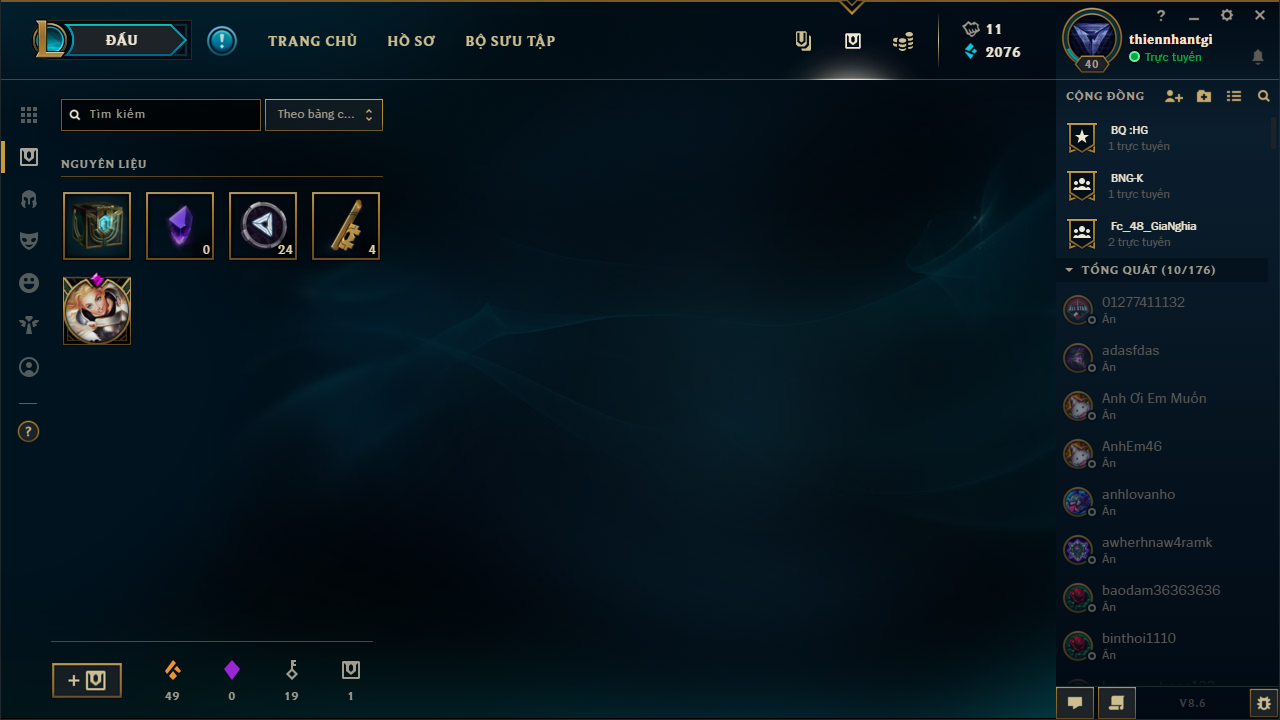 ĐẤU
!
TRANG CHỦ
HỒ SƠ
BỘ SƯU TẬP
11
2076
?
40
thiennhantgi
Trực tuyến
Tìm kiếm
Theo bảng c...
NGUYÊN LIỆU
0
24
4
?
49
0
19
1
CỘNG ĐỒNG
BQ :HG
1 trực tuyến
BNG-K
1 trực tuyến
Fc_48_GiaNghia
2 trực tuyến
TỔNG QUÁT (10/176)
01277411132
Ẩn
adasfdas
Ẩn
Anh Ơi Em Muốn
Ẩn
AnhEm46
Ẩn
anhlovanho
Ẩn
awherhnaw4ramk
Ẩn
baodam36363636
Ẩn
binthoi1110
Ẩn
V8.6